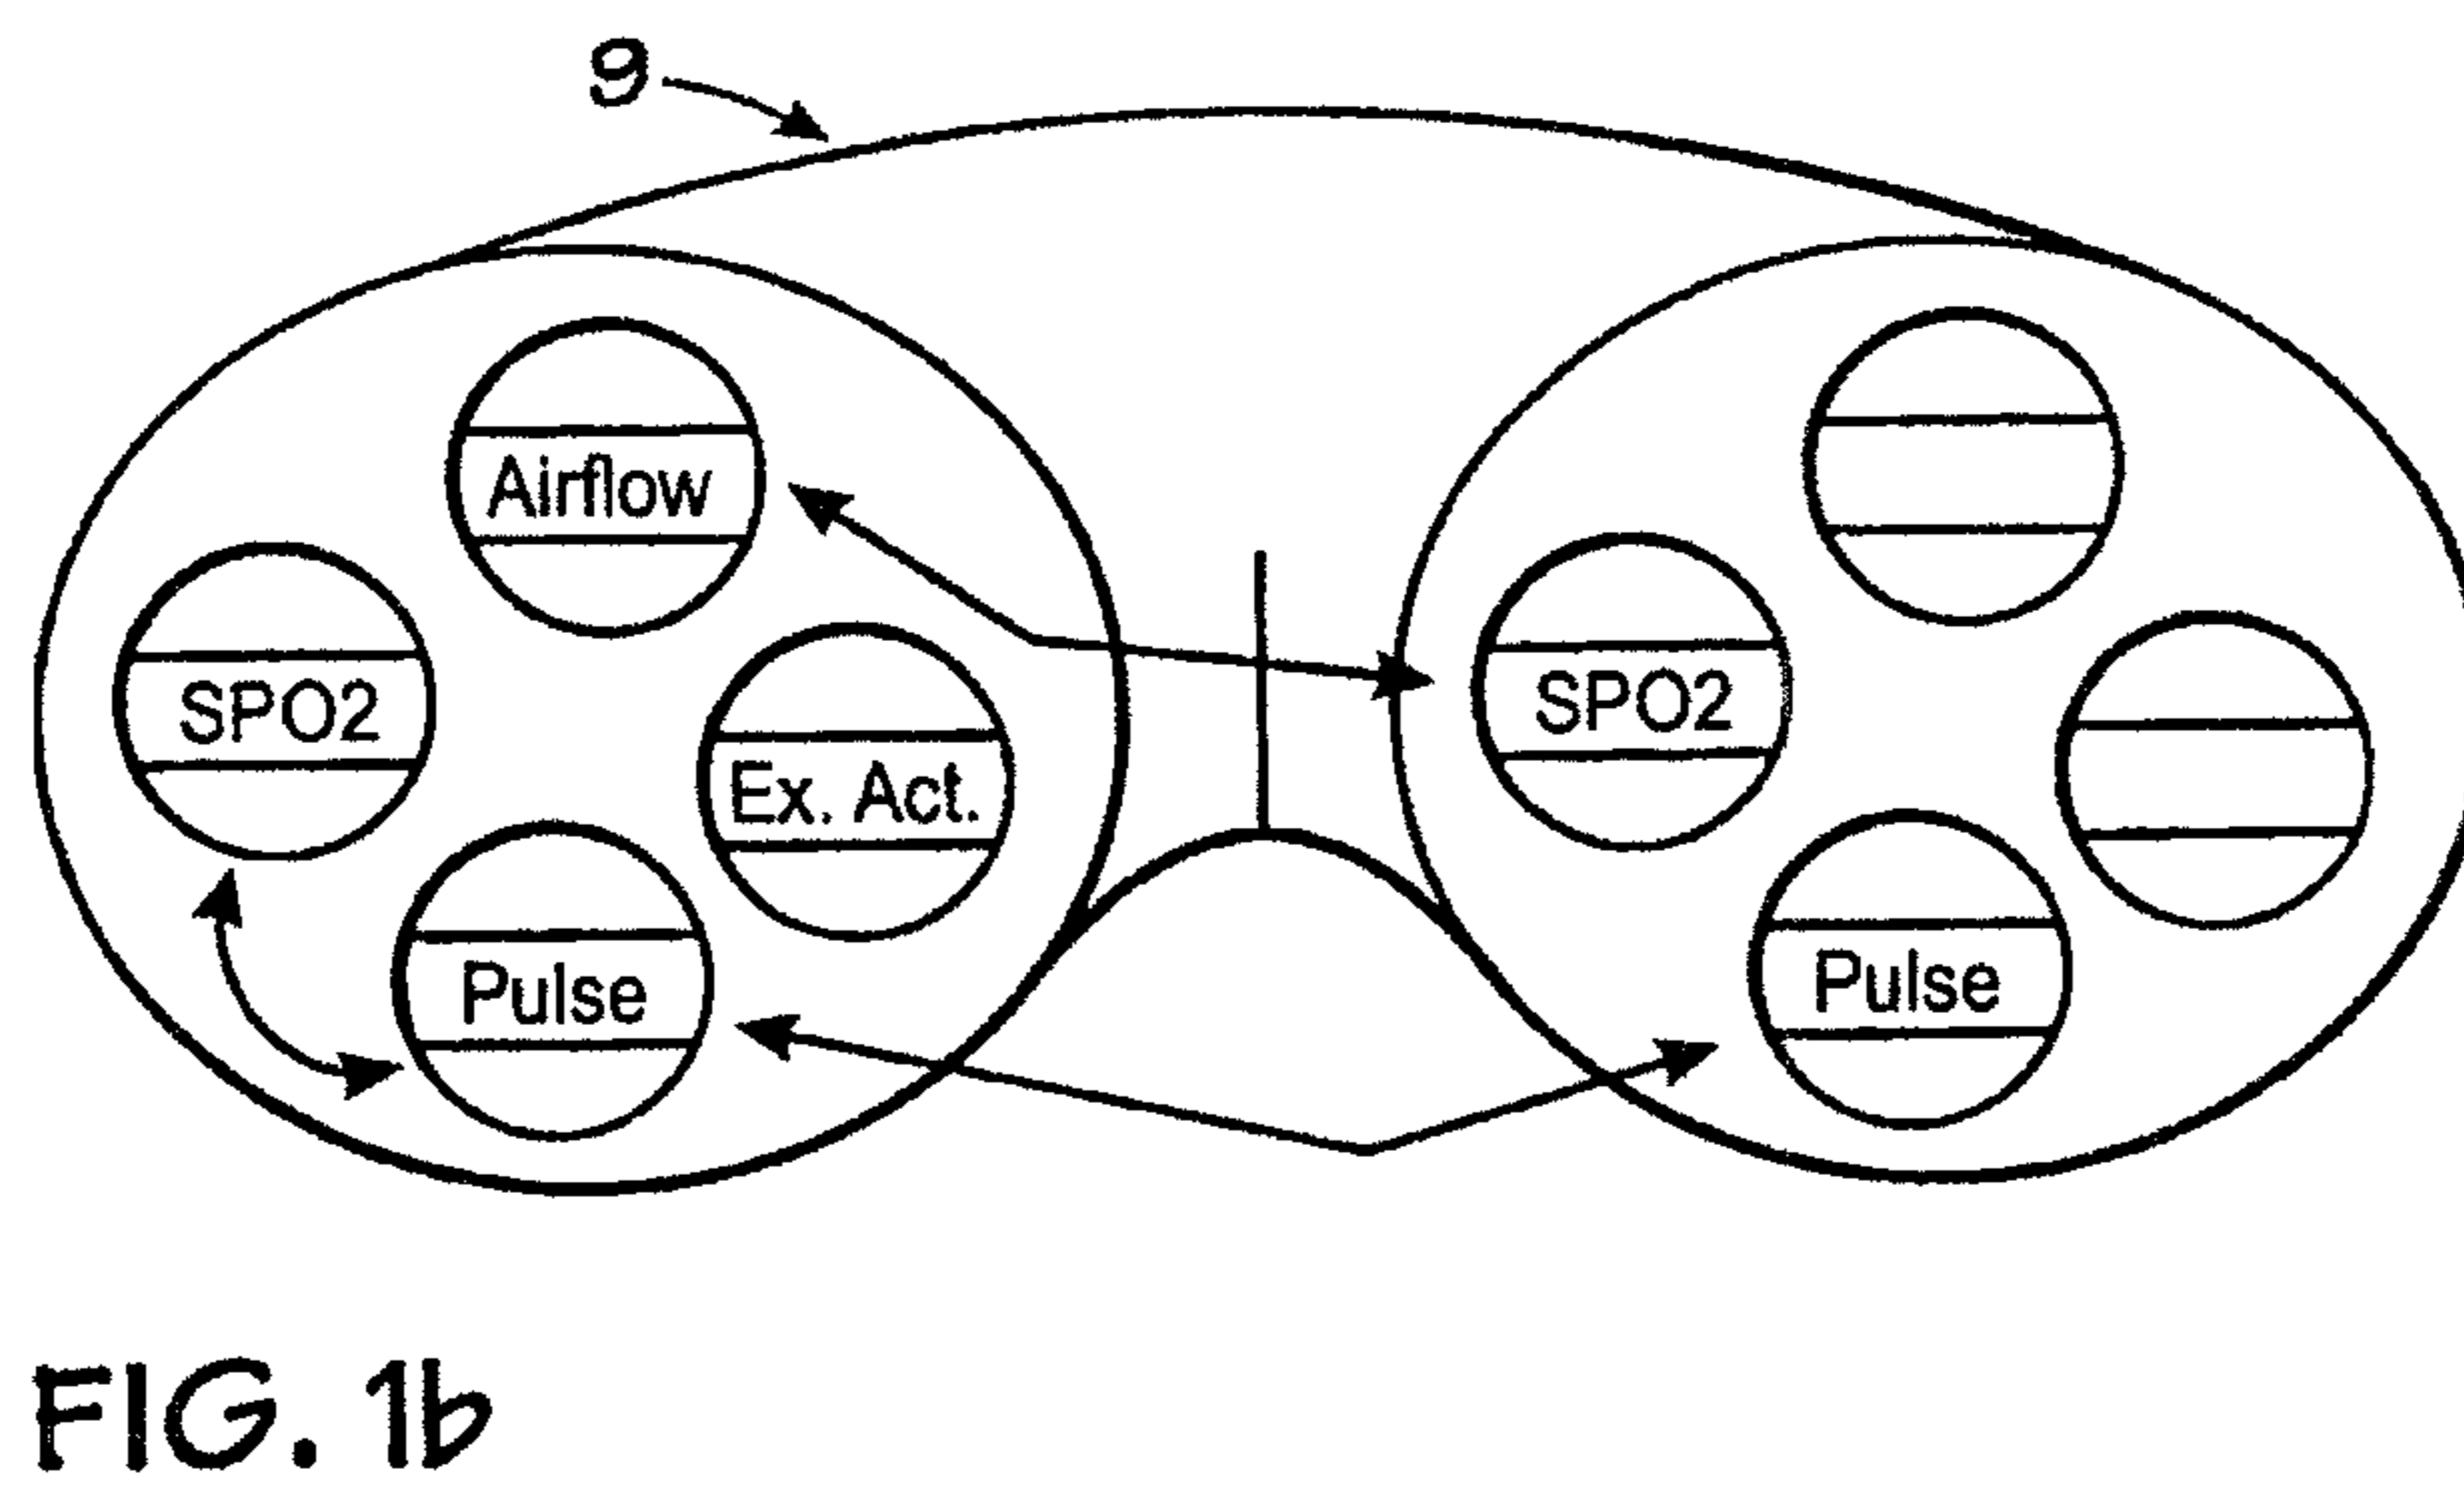 9
Airflow
SPO2
Ex. Act.
Pulse
SPO2
Pulse
FIG. 1b